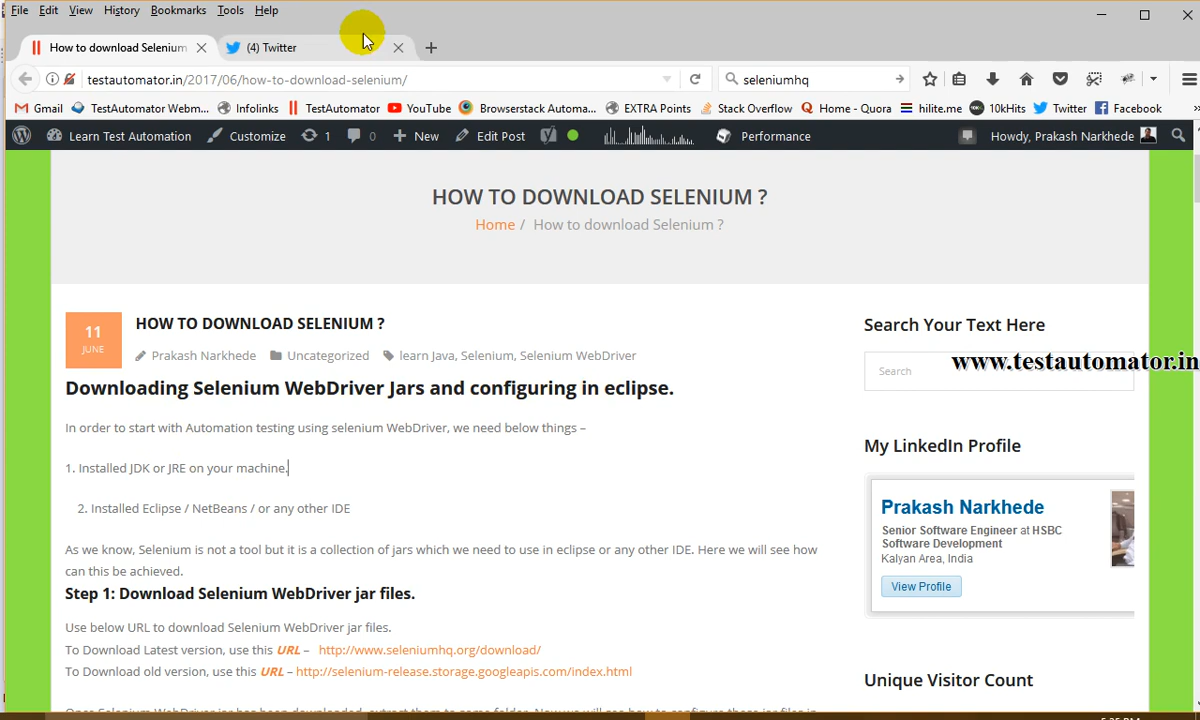 File Edit View History Bookmarks Tools Help
How to download Selenium
(4) Twitter
testautomator.in/2017/06/how-to-download-selenium/
seleniumhq
Gmail TestAutomator Webm... Infolinks TestAutomator YouTube Browserstack Automa... EXTRA Points Stack Overflow Home - Quora hilite.me 10kHits Twitter Facebook
Learn Test Automation Customize 1 0 New Edit Post Performance Howdy, Prakash Narkhede
HOW TO DOWNLOAD SELENIUM ?
Home / How to download Selenium ?
11
JUNE
HOW TO DOWNLOAD SELENIUM ?
Prakash Narkhede Uncategorized learn Java, Selenium, Selenium WebDriver
Downloading Selenium WebDriver Jars and configuring in eclipse.
In order to start with Automation testing using selenium WebDriver, we need below things –
1. Installed JDK or JRE on your machine.
2. Installed Eclipse / NetBeans / or any other IDE
As we know, Selenium is not a tool but it is a collection of jars which we need to use in eclipse or any other IDE. Here we will see how
can this be achieved.
Step 1: Download Selenium WebDriver jar files.
Use below URL to download Selenium WebDriver jar files.
To Download Latest version, use this URL – http://www.seleniumhq.org/download/
To Download old version, use this URL – http://selenium-release.storage.googleapis.com/index.html
Search Your Text Here
Search
www.testautomator.in
My LinkedIn Profile
Prakash Narkhede
Senior Software Engineer at HSBC
Software Development
Kalyan Area, India
View Profile
Unique Visitor Count